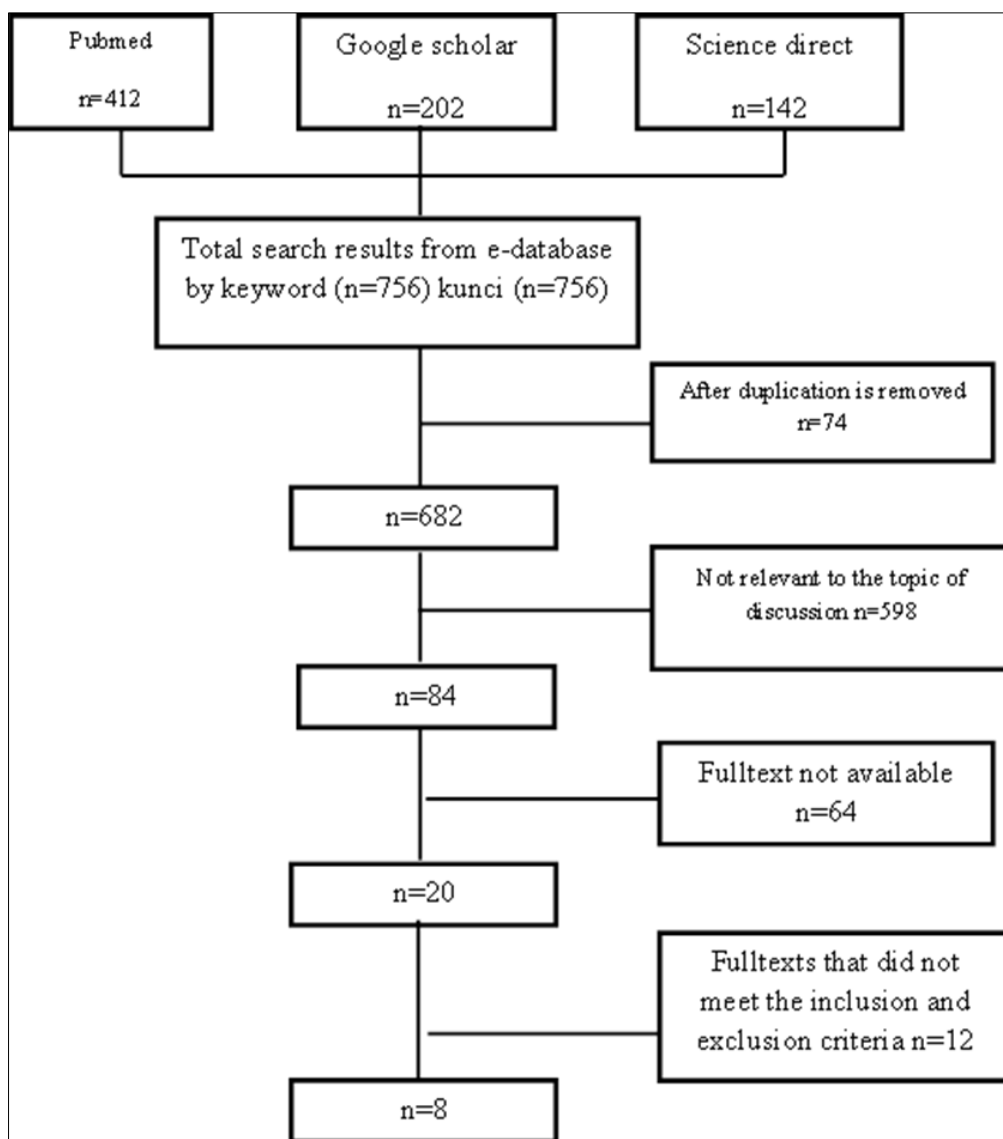 Pubmed
n=412
Google scholar
n=202
Science direct
n=142
Total search results from e-database
by keyword (n=756) kunci (n=756)
After duplication is removed
n=74
n=682
Not relevant to the topic of
discussion n=598
n=84
Fulltext not available
n=64
n=20
Fulltexts that did not
meet the inclusion and
exclusion criteria n=12
n=8